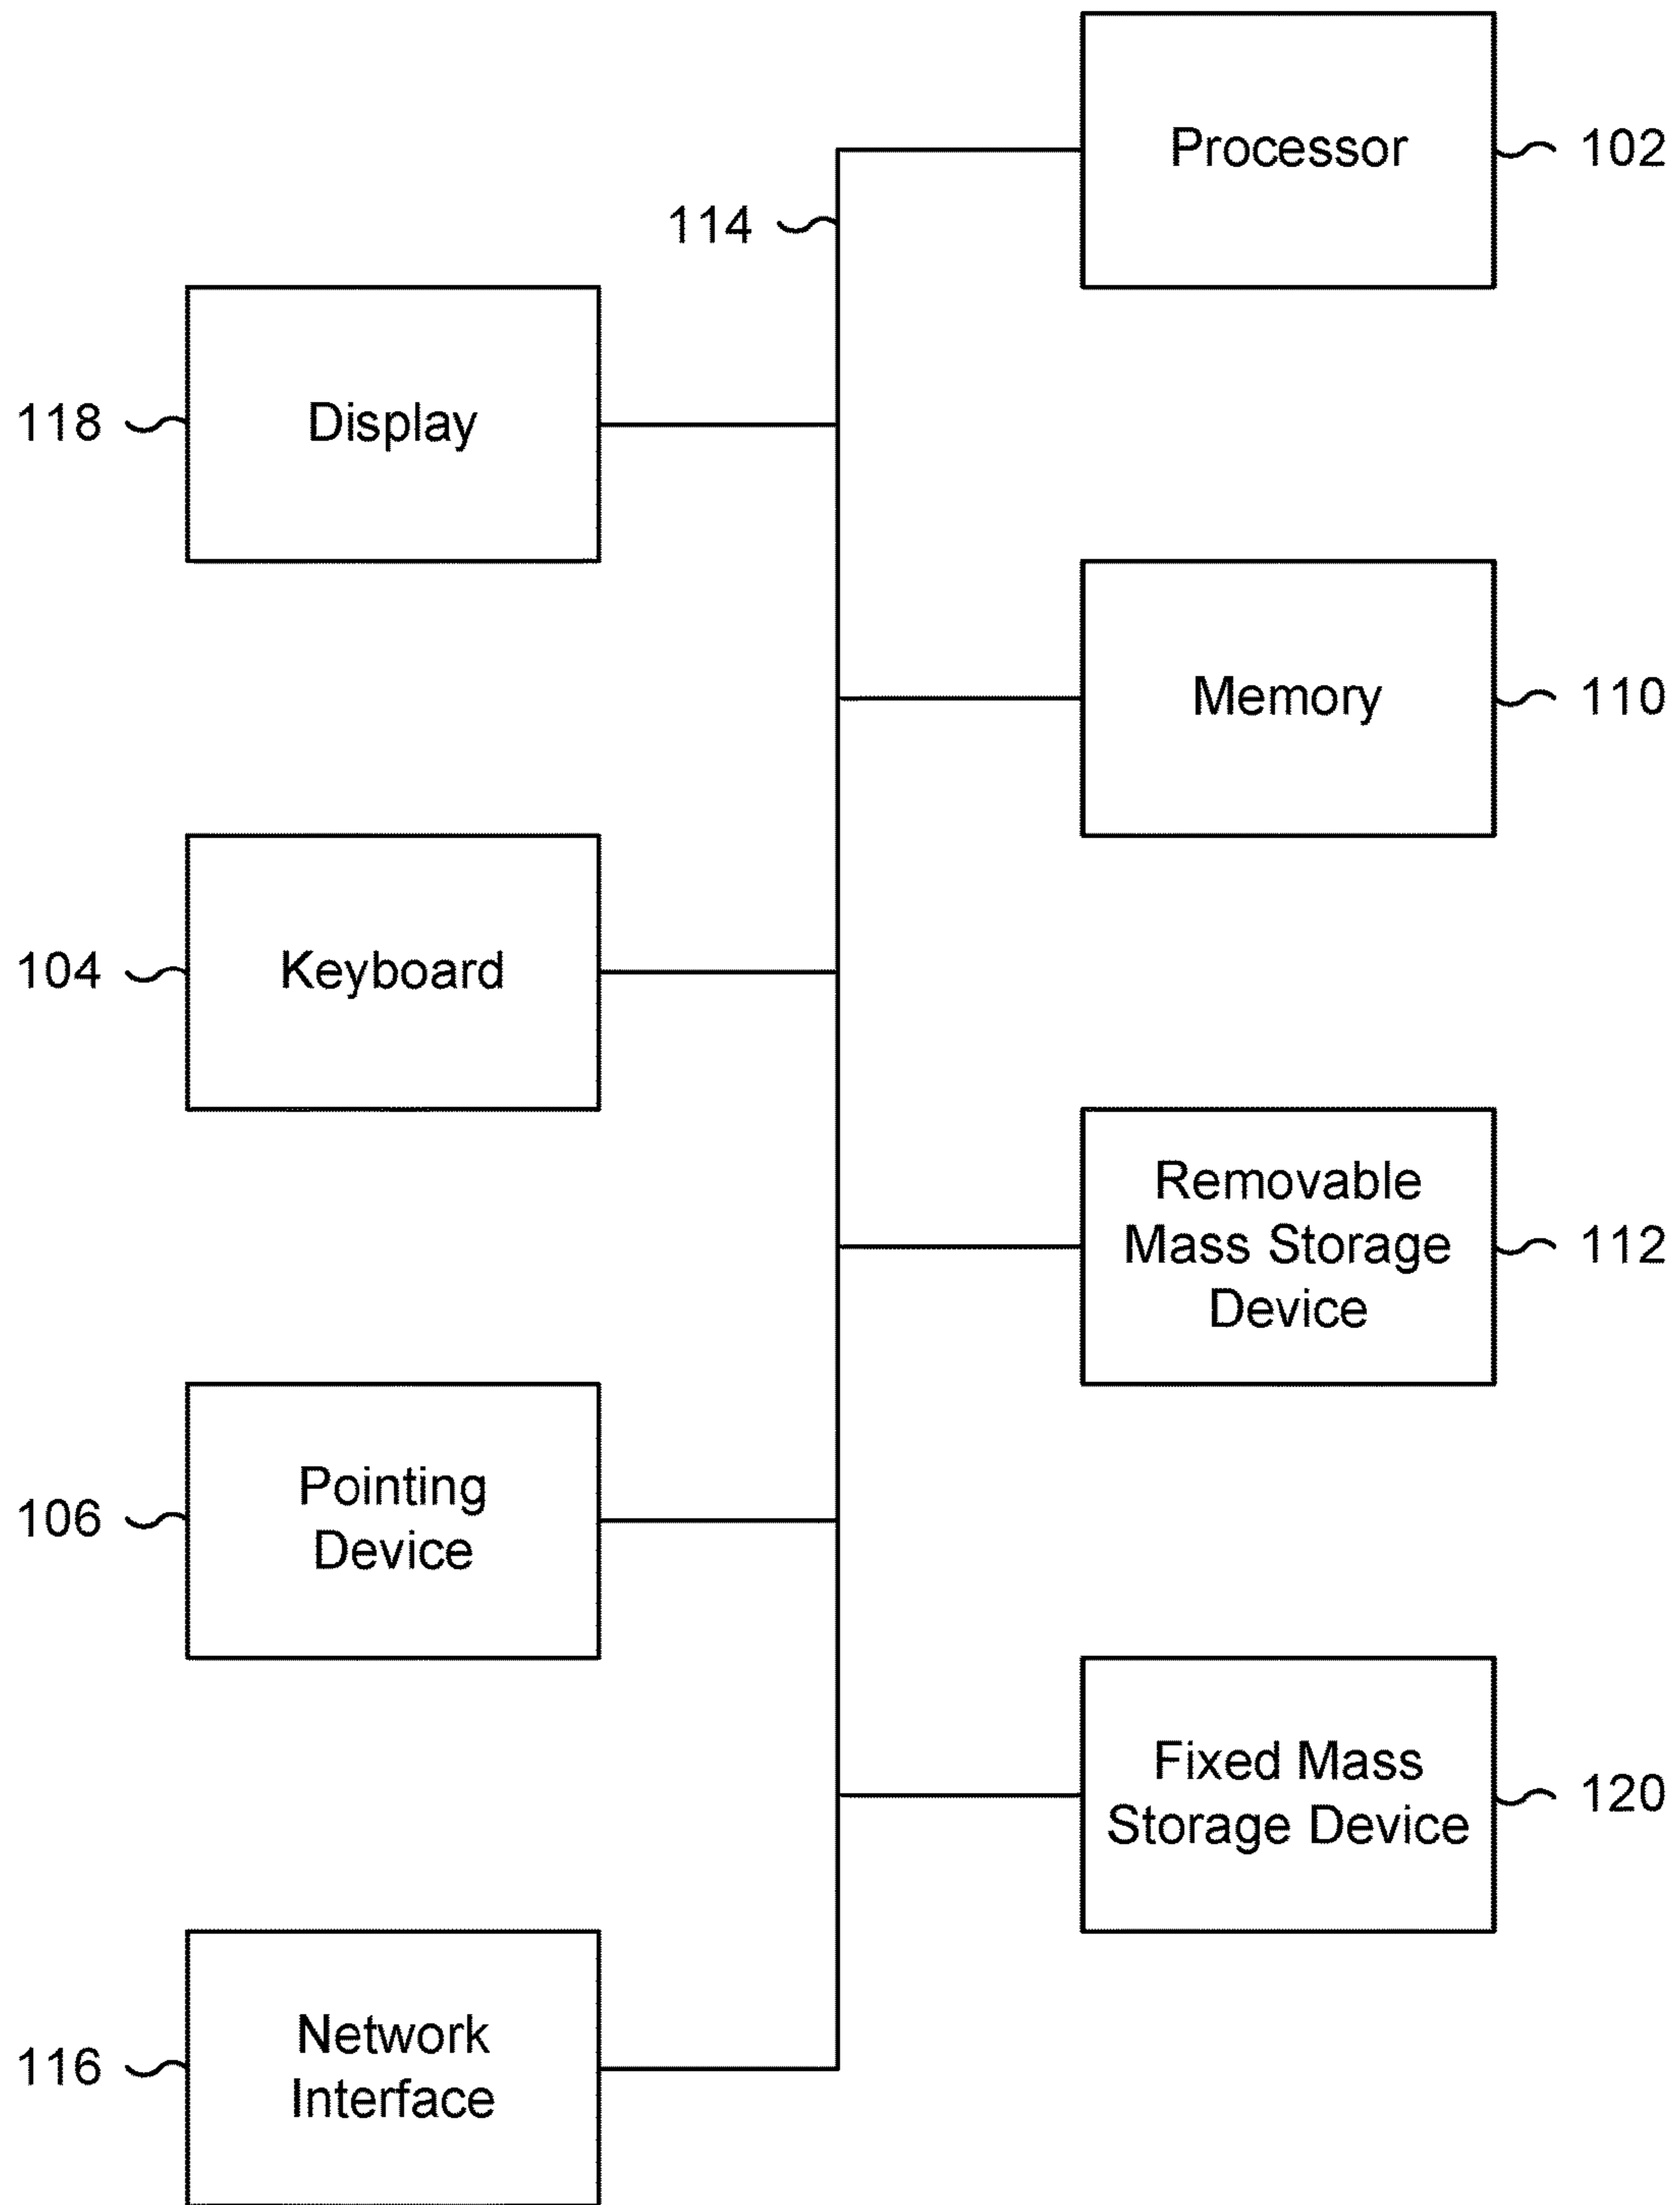 Processor
102
114
118
Display
Memory
110
104
Keyboard
Removable
Mass Storage
Device
112
106
Pointing
Device
Fixed Mass
Storage Device
120
116
Network
Interface